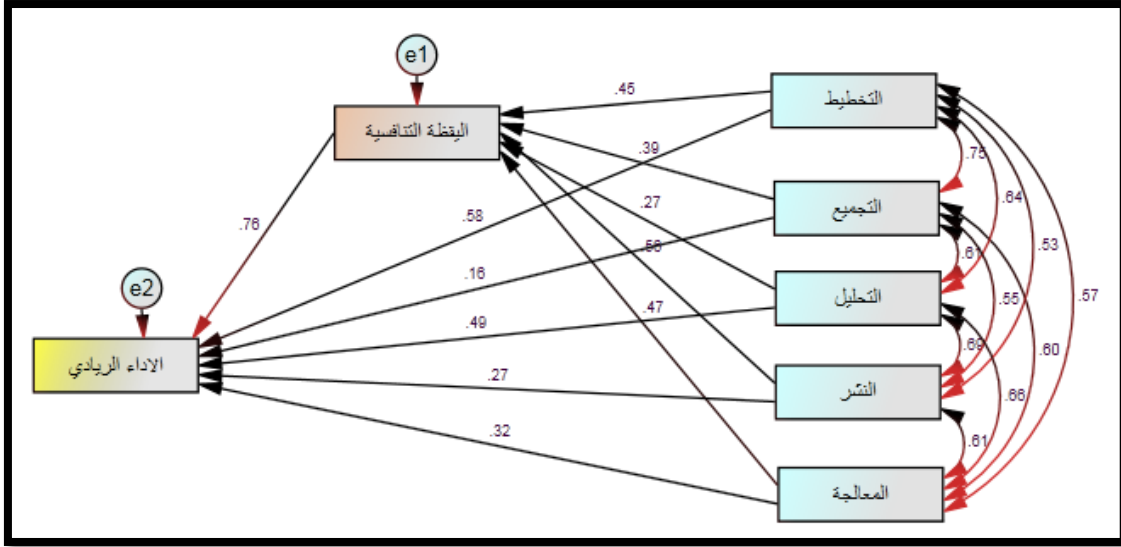 e1
التخطيط
.45
اليقظة التنافسية
.39
.75
.64
التجميع
.27
.58
.76
.53
.56
.61
.16
e2
التحليل
.55
.57
.47
.49
.69
.60
الاداء الريادي
.27
النشر
.66
.32
.61
المعالجة